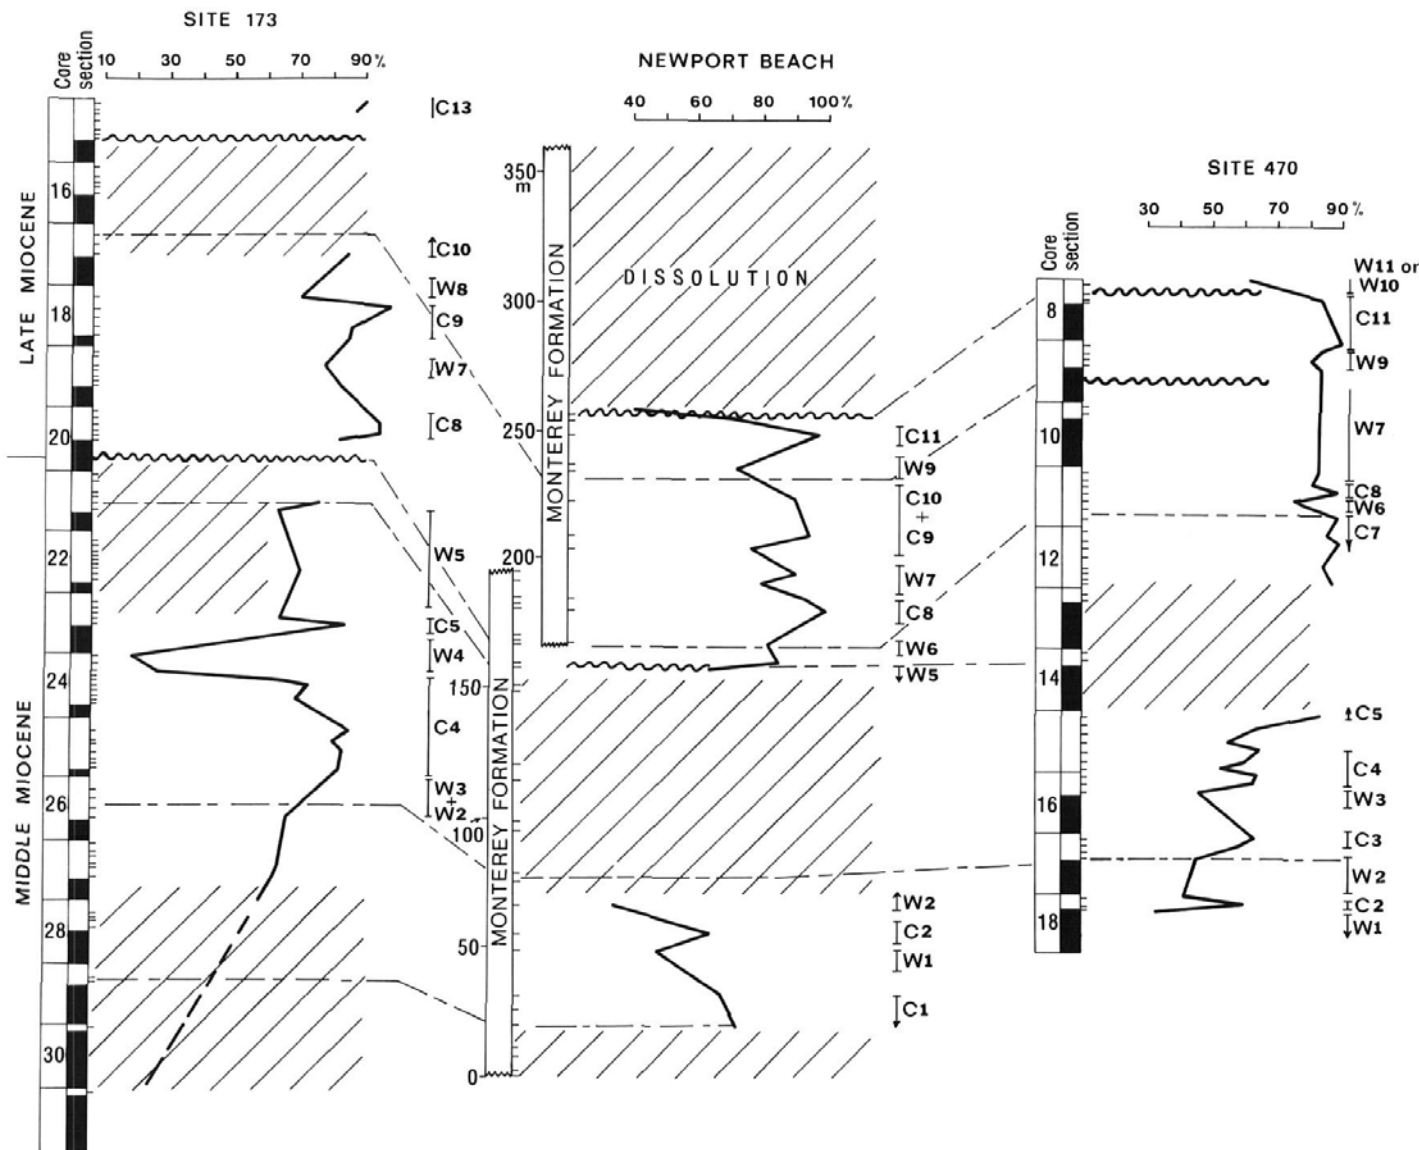 SITE 173
Core
section
10 30 50 70 90%
LATE MIOCENE
MIDDLE MIOCENE
16
18
20
22
24
26
28
30
C13
C10
W8
C9
W7
C8
W5
C5
W4
C4
W3
+
W2
NEWPORT BEACH
40 60 80 100%
350
m
300
250
200
150
100
50
0
MONTEREY FORMATION
MONTEREY FORMATION
DISSOLUTION
C11
W9
C10
+
C9
W7
C8
W6
W5
W2
C2
W1
C1
SITE 470
30 50 70 90%
Core
section
8
10
12
14
16
18
W11 or
W10
C11
W9
W7
C8
W6
C7
C5
C4
W3
C3
W2
C2
W1